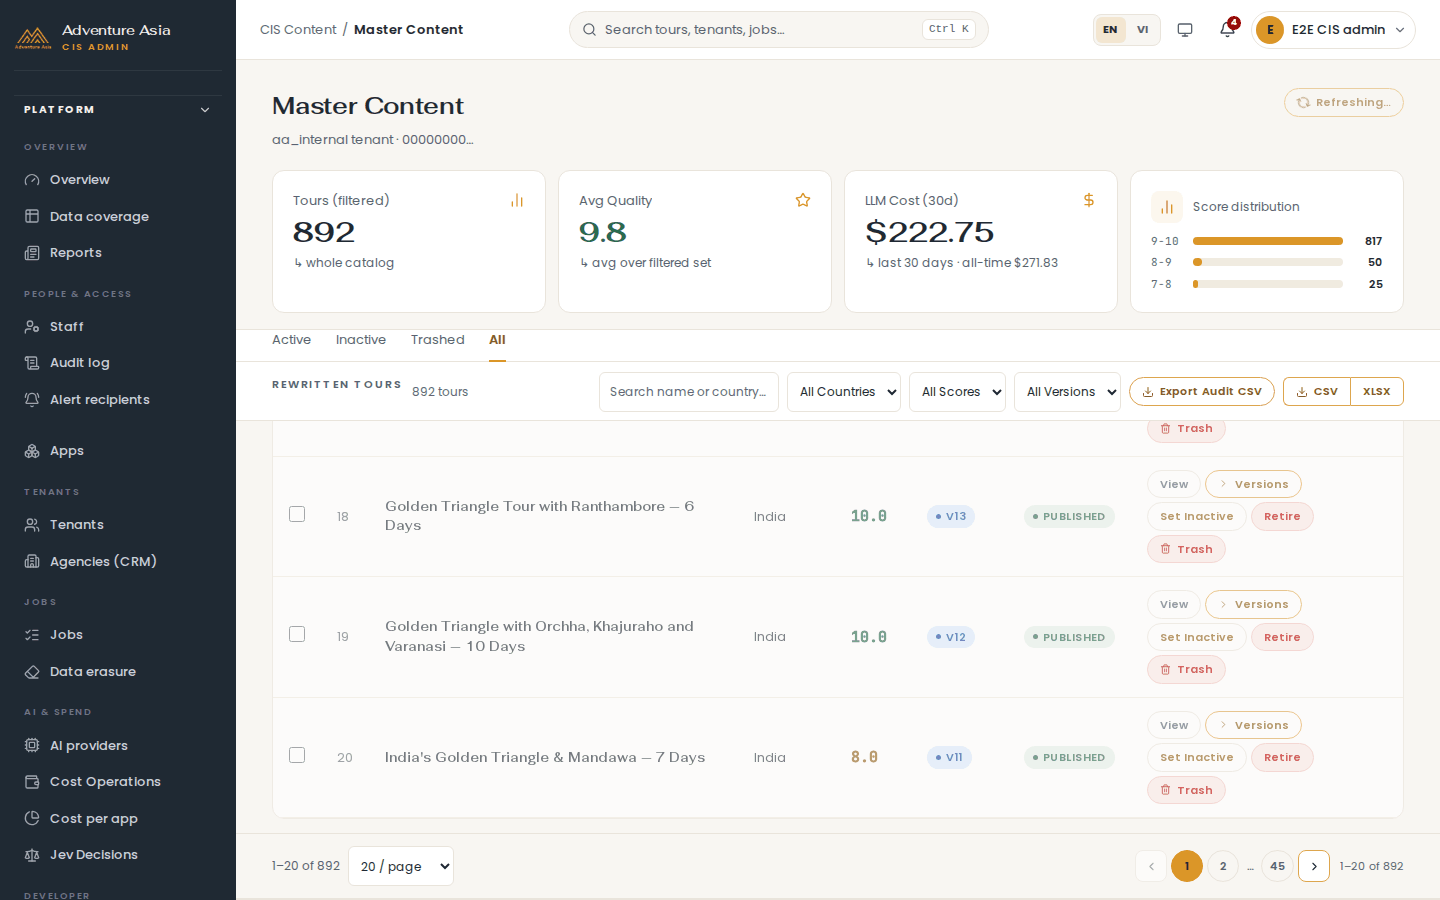 Adventure Asia
CIS ADMIN
Adventure Asia
PLATFORM
OVERVIEW
Overview
Data coverage
Reports
PEOPLE & ACCESS
Staff
Audit log
Alert recipients
Apps
TENANTS
Tenants
Agencies (CRM)
JOBS
Jobs
Data erasure
AI & SPEND
AI providers
Cost Operations
Cost per app
Jev Decisions
DEVELOPER
CIS Content / Master Content
Search tours, tenants, jobs...
Ctrl K
EN VI
4
E E2E CIS admin
Master Content
aa_internal tenant · 00000000…
Refreshing…
Tours (filtered)
892
↳ whole catalog
Avg Quality
9.8
↳ avg over filtered set
LLM Cost (30d)
$222.75
↳ last 30 days · all-time $271.83
Score distribution
9-10 817
8-9 50
7-8 25
Active Inactive Trashed All
REWRITTEN TOURS 892 tours
Search name or country…
All Countries
All Scores
All Versions
Export Audit CSV
CSV
XLSX
Trash
18 Golden Triangle Tour with Ranthambore – 6 Days India 10.0 V13 PUBLISHED
View Versions
Set Inactive Retire
Trash
19 Golden Triangle with Orchha, Khajuraho and Varanasi – 10 Days India 10.0 V12 PUBLISHED
View Versions
Set Inactive Retire
Trash
20 India's Golden Triangle & Mandawa – 7 Days India 8.0 V11 PUBLISHED
View Versions
Set Inactive Retire
Trash
1–20 of 892 20 / page
1 2 … 45 1–20 of 892